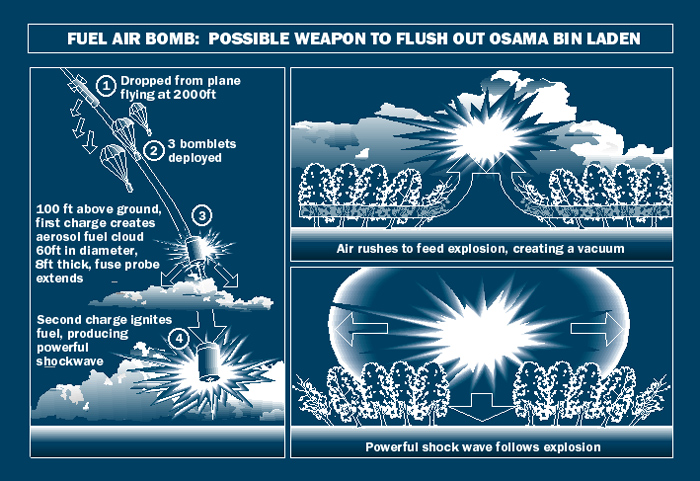 FUEL AIR BOMB: POSSIBLE WEAPON TO FLUSH OUT OSAMA BIN LADEN
1 Dropped from plane
flying at 2000ft
2 3 bomblets
deployed
3
100 ft above ground,
first charge creates
aerosol fuel cloud
60ft in diameter,
8ft thick, fuse probe
extends
Second charge ignites
fuel, producing
powerful
shockwave
4
Air rushes to feed explosion, creating a vacuum
Powerful shock wave follows explosion